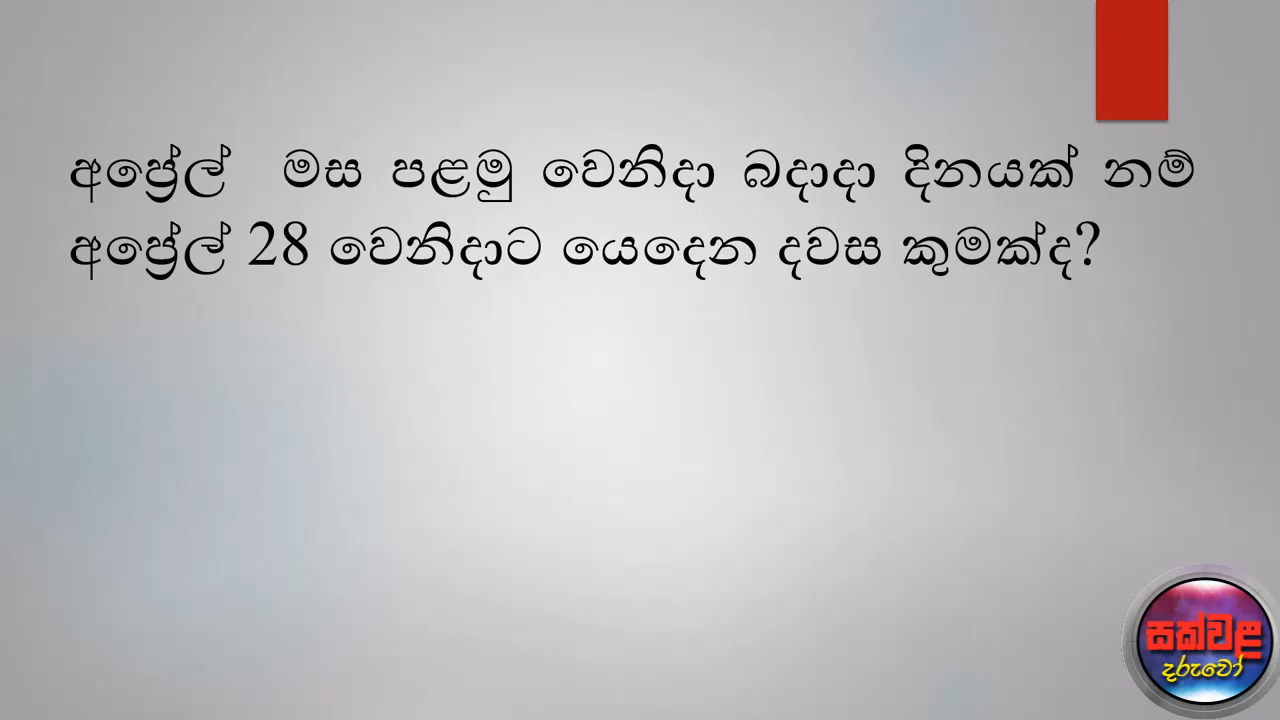 අප්‍රේල් මස පළමු වෙනිදා බදාදා දිනයක් නම්
අප්‍රේල් 28 වෙනිදාට යෙදෙන දවස කුමක්ද?
සක්වළ
දරුවෝ